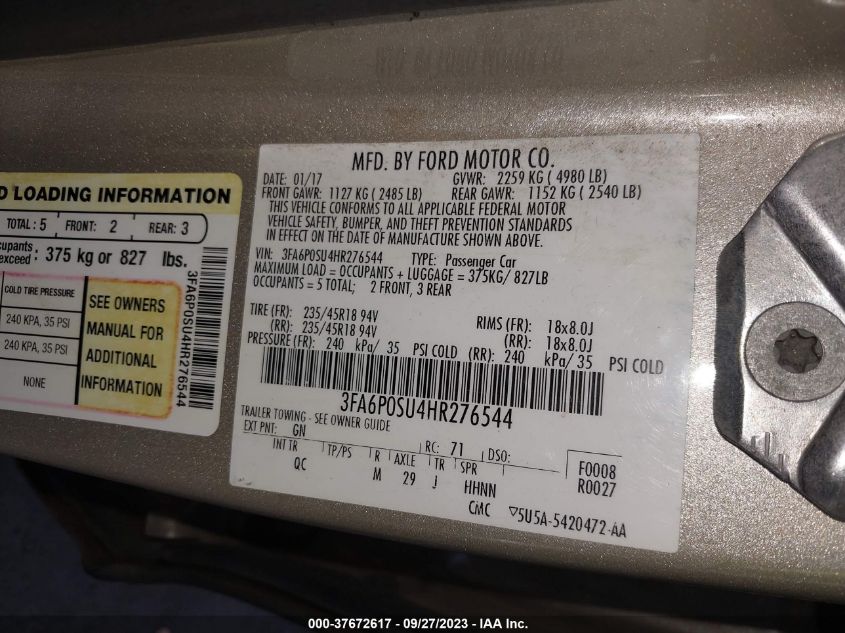 D LOADING INFORMATION
TOTAL: 5 FRONT: 2 REAR: 3
cupants
exceed : 375 kg or 827 lbs.
COLD TIRE PRESSURE
240 KPA, 35 PSI
240 KPA, 35 PSI
NONE
SEE OWNERS
MANUAL FOR
ADDITIONAL
INFORMATION
3FA6P0SU4HR276544
MFD. BY FORD MOTOR CO.
DATE: 01/17 GVWR: 2259 KG ( 4980 LB)
FRONT GAWR: 1127 KG ( 2485 LB) REAR GAWR: 1152 KG ( 2540 LB)
THIS VEHICLE CONFORMS TO ALL APPLICABLE FEDERAL MOTOR
VEHICLE SAFETY, BUMPER, AND THEFT PREVENTION STANDARDS
IN EFFECT ON THE DATE OF MANUFACTURE SHOWN ABOVE.
VIN: 3FA6P0SU4HR276544 TYPE: Passenger Car
MAXIMUM LOAD = OCCUPANTS + LUGGAGE = 375KG/ 827LB
OCCUPANTS = 5 TOTAL; 2 FRONT, 3 REAR
TIRE (FR): 235/45R18 94V RIMS (FR): 18x8.0J
(RR): 235/45R18 94V (RR): 18x8.0J
PRESSURE (FR): 240 kPa/ 35 PSI COLD (RR): 240 kPa/ 35 PSI COLD
3FA6P0SU4HR276544
TRAILER TOWING - SEE OWNER GUIDE
EXT PNT: GN RC: 71 DSO:
INT TR TP/PS R AXLE TR SPR
QC M 29 J HHNN
CMC
F0008
R0027
▽5U5A-5420472-AA
000-37672617 - 09/27/2023 - IAA Inc.